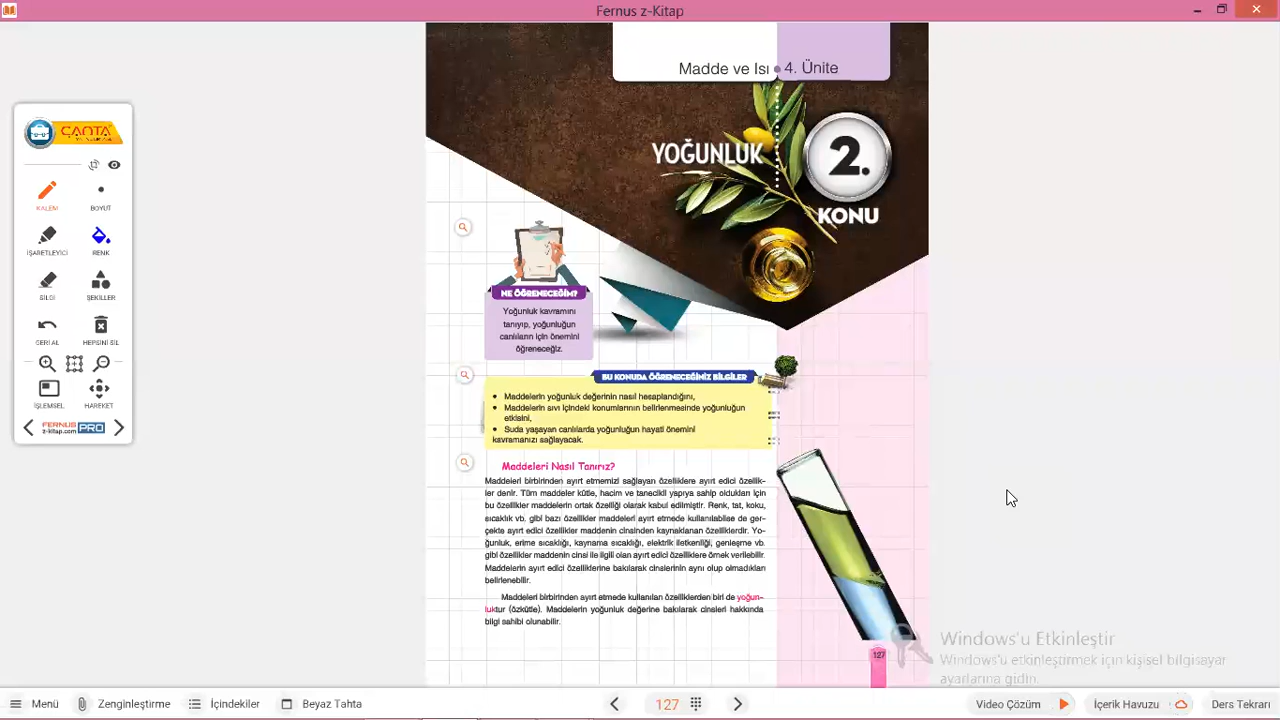 Fernus z-Kitap
Madde ve Isı 4. Ünite
YOĞUNLUK
2.
KONU
ÇANTA
KALEM
BOYUT
İŞARETLEYİCİ
RENK
SİLGİ
ŞEKİLLER
GERİ AL
HEPSİNİ SİL
İŞLEMSEL
HAREKET
FERNUS
z-kitap.com
PRO
NE ÖĞRENECEĞİM?
Yoğunluk kavramını
tanıyıp, yoğunluğun
canlıların için önemini
öğreneceğiz.
BU KONUDA ÖĞRENECEĞİNİZ BİLGİLER
• Maddelerin yoğunluk değerinin nasıl hesaplandığını,
• Maddelerin sıvı içindeki konumlarının belirlenmesinde yoğunluğun
etkisini,
• Suda yaşayan canlılarda yoğunluğun hayati önemini
kavramanızı sağlayacak.
Maddeleri Nasıl Tanırız?
Maddeleri birbirinden ayırt etmemizi sağlayan özelliklere ayırt edici özellik-
ler denir. Tüm maddeler kütle, hacim ve tanecikli yapıya sahip oldukları için
bu özellikler maddelerin ortak özelliği olarak kabul edilmiştir. Renk, tat, koku,
sıcaklık vb. gibi bazı özellikler maddeleri ayırt etmede kullanılabilse de ger-
çekte ayırt edici özellikler maddenin cinsinden kaynaklanan özelliklerdir. Yo-
ğunluk, erime sıcaklığı, kaynama sıcaklığı, elektrik iletkenliği, genleşme vb.
gibi özellikler maddenin cinsi ile ilgili olan ayırt edici özelliklere örnek verilebilir.
Maddelerin ayırt edici özelliklerine bakılarak cinslerinin aynı olup olmadıkları
belirlenebilir.
Maddeleri birbirinden ayırt etmede kullanılan özelliklerden biri de yoğun-
luktur (özkütle). Maddelerin yoğunluk değerine bakılarak cinsleri hakkında
bilgi sahibi olunabilir.
127
Windows'u Etkinleştir
Windows'u etkinleştirmek için kişisel bilgisayar
ayarlarına gidin.
Menü
Zenginleştirme
İçindekiler
Beyaz Tahta
127
Video Çözüm
İçerik Havuzu
Ders Tekrarı